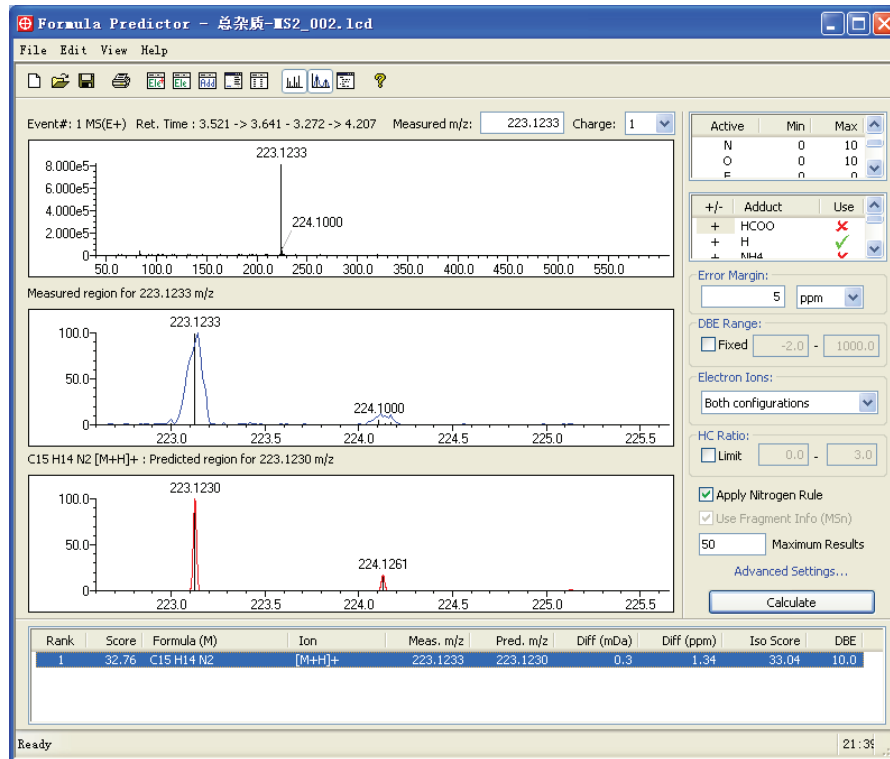 Formula Predictor - 总杂质-MS2_002.lcd
File Edit View Help
Event#: 1 MS(E+) Ret. Time : 3.521 -> 3.641 - 3.272 -> 4.207 Measured m/z: 223.1233 Charge: 1
223.1233
8.000e5
6.000e5
4.000e5
224.1000
2.000e5
0
50.0 100.0 150.0 200.0 250.0 300.0 350.0 400.0 450.0 500.0 550.0
Measured region for 223.1233 m/z
223.1233
100.0
50.0
224.1000
0
223.0 223.5 224.0 224.5 225.0 225.5
C15 H14 N2 [M+H]+ : Predicted region for 223.1230 m/z
223.1230
100.0
50.0
224.1261
0
223.0 223.5 224.0 224.5 225.0 225.5
Active Min Max
N 0 10
O 0 10
+/- Adduct Use
+ HCOO
+ H
+ NH4
Error Margin:
5 ppm
DBE Range:
Fixed -2.0 - 1000.0
Electron Ions:
Both configurations
HC Ratio:
Limit 0.0 - 3.0
Apply Nitrogen Rule
Use Fragment Info (MSn)
50 Maximum Results
Advanced Settings...
Calculate
Rank Score Formula (M) Ion Meas. m/z Pred. m/z Diff (mDa) Diff (ppm) Iso Score DBE
1 32.76 C15 H14 N2 [M+H]+ 223.1233 223.1230 0.3 1.34 33.04 10.0
Ready 21:39